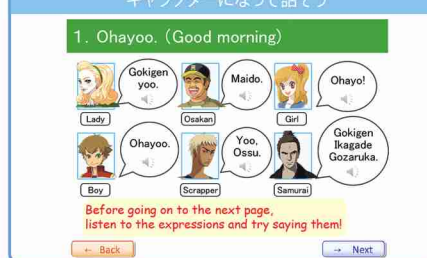 キャラクターになって話そう
1. Ohayoo. (Good morning)
Gokigen
yoo.
Lady
Maido.
Osakan
Ohayo!
Girl
Ohayoo.
Boy
Yoo,
Ossu.
Scrapper
Gokigen
Ikagade
Gozaruka.
Samurai
Before going on to the next page,
listen to the expressions and try saying them!
← Back
→ Next